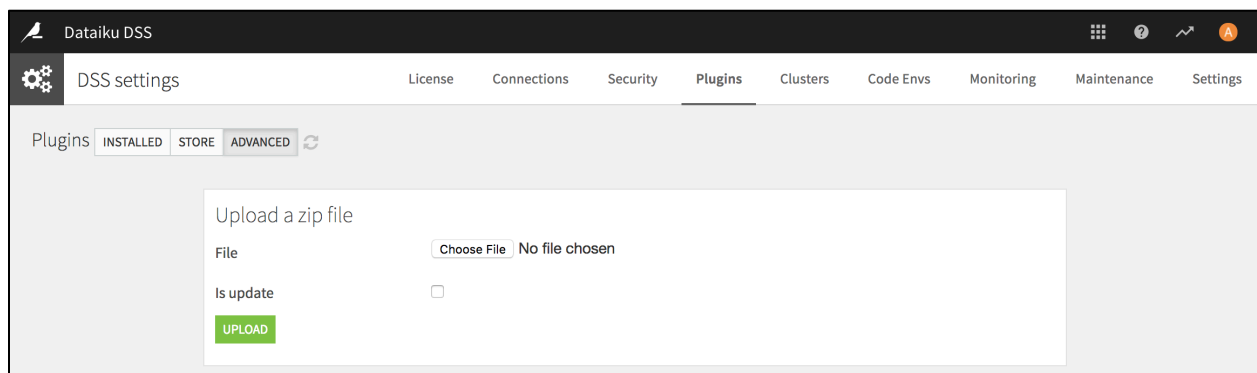 Dataiku DSS
A
DSS settings License Connections Security Plugins Clusters Code Envs Monitoring Maintenance Settings
Plugins INSTALLED STORE ADVANCED
Upload a zip file
File Choose File No file chosen
Is update
UPLOAD